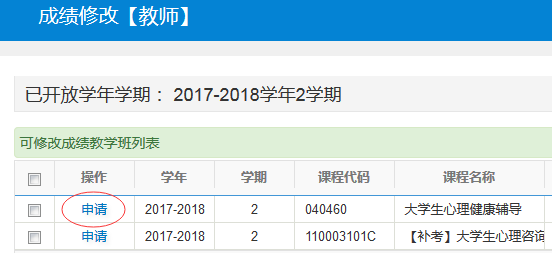 成绩修改【教师】
已开放学年学期： 2017-2018学年2学期
可修改成绩教学班列表
操作 学年 学期 课程代码 课程名称
申请 2017-2018 2 040460 大学生心理健康辅导
申请 2017-2018 2 110003101C 【补考】大学生心理咨询